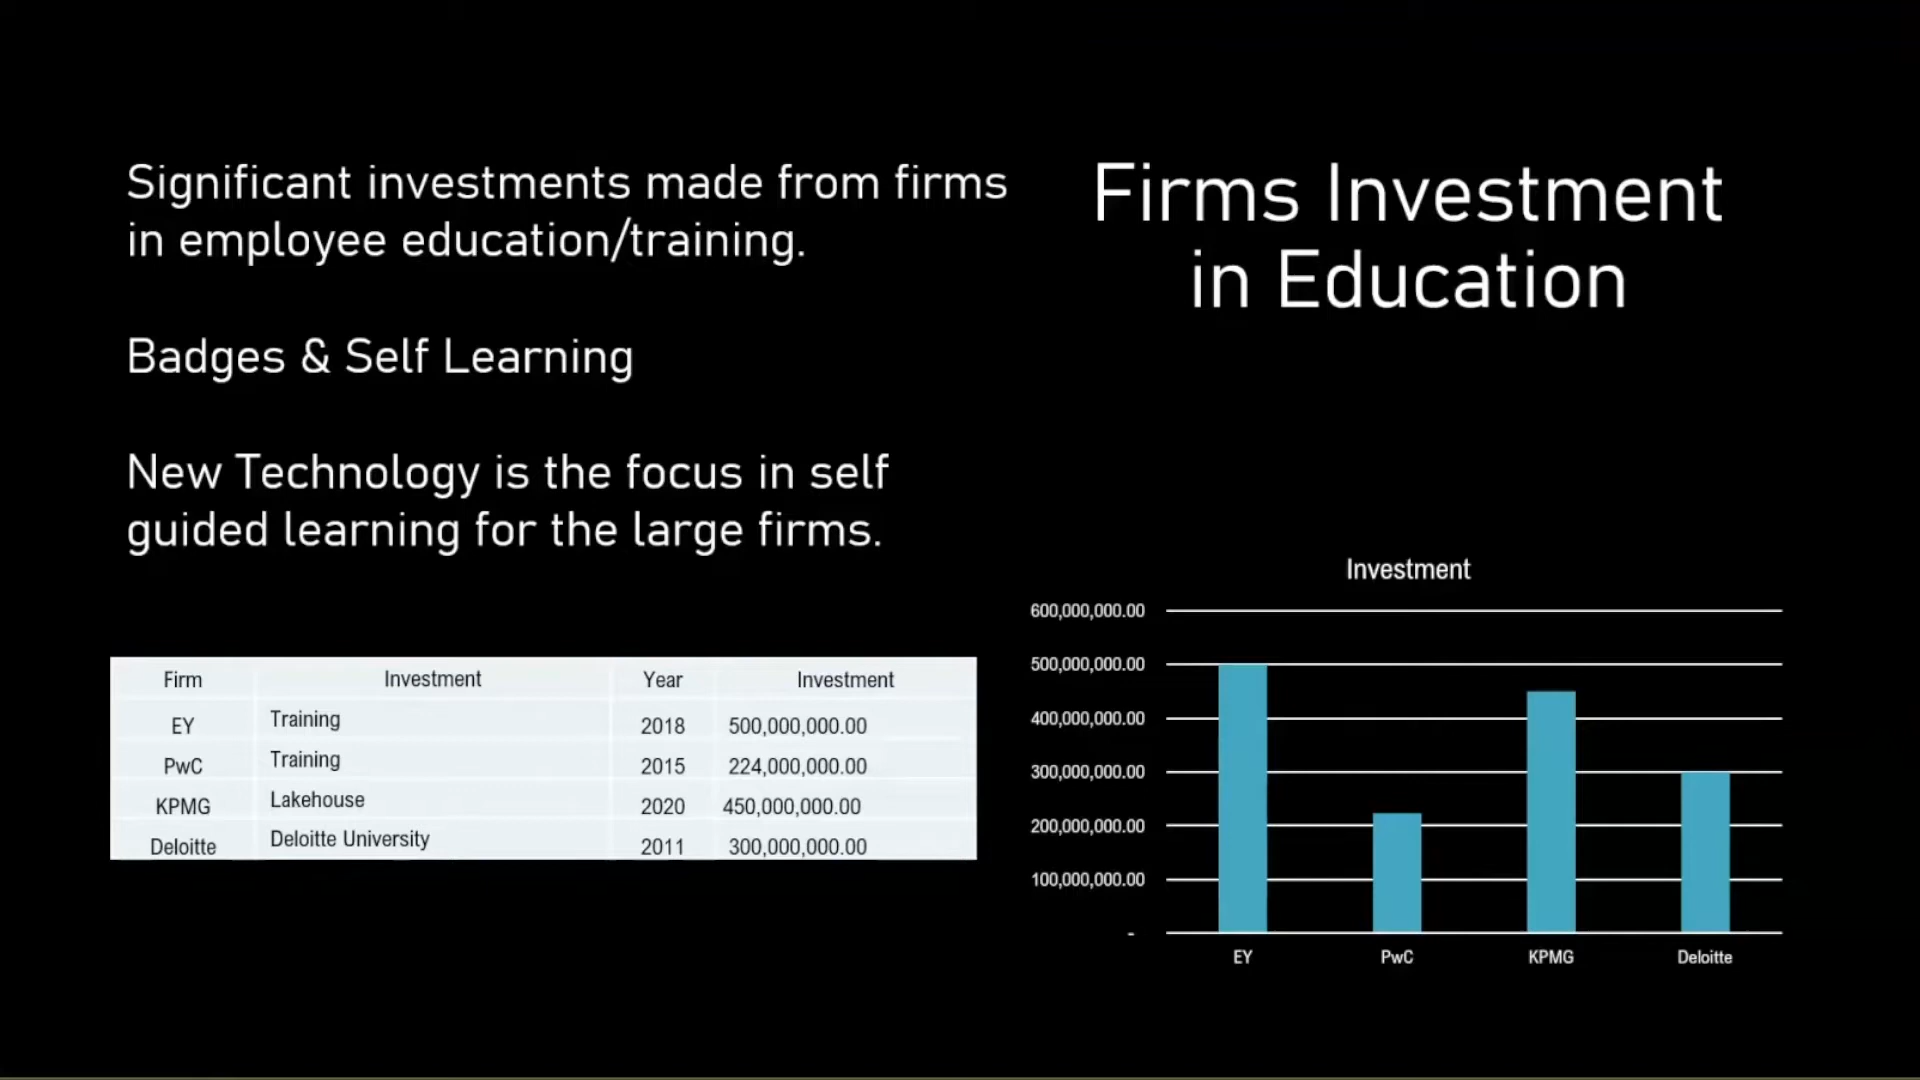 Significant investments made from firms
in employee education/training.
Badges & Self Learning
New Technology is the focus in self
guided learning for the large firms.
Firms Investment
in Education
Firm Investment Year Investment
EY Training 2018 500,000,000.00
PwC Training 2015 224,000,000.00
KPMG Lakehouse 2020 450,000,000.00
Deloitte Deloitte University 2011 300,000,000.00
Investment
600,000,000.00
500,000,000.00
400,000,000.00
300,000,000.00
200,000,000.00
100,000,000.00
-
EY PwC KPMG Deloitte